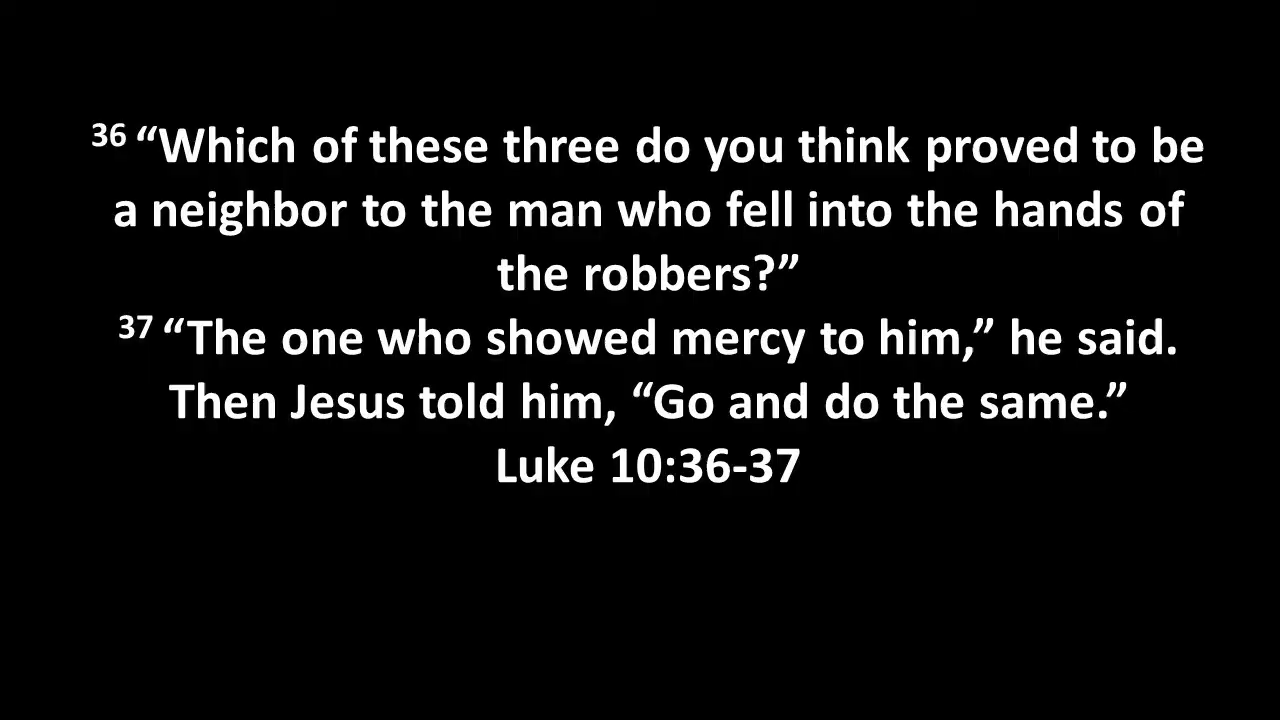 36 “Which of these three do you think proved to be
a neighbor to the man who fell into the hands of
the robbers?”
37 “The one who showed mercy to him,” he said.
Then Jesus told him, “Go and do the same.”
Luke 10:36-37